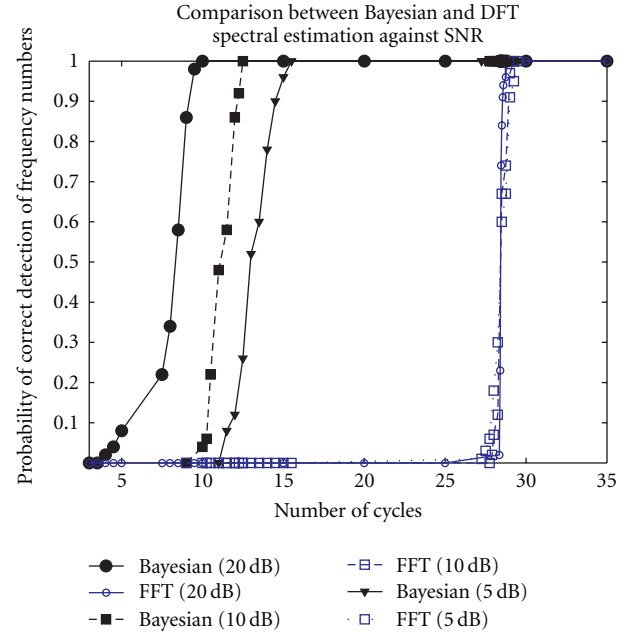 Comparison between Bayesian and DFT
spectral estimation against SNR
Probability of correct detection of frequency numbers
1
0.9
0.8
0.7
0.6
0.5
0.4
0.3
0.2
0.1
5
10
15
20
25
30
35
Number of cycles
Bayesian (20 dB)
FFT (20 dB)
Bayesian (10 dB)
FFT (10 dB)
Bayesian (5 dB)
FFT (5 dB)